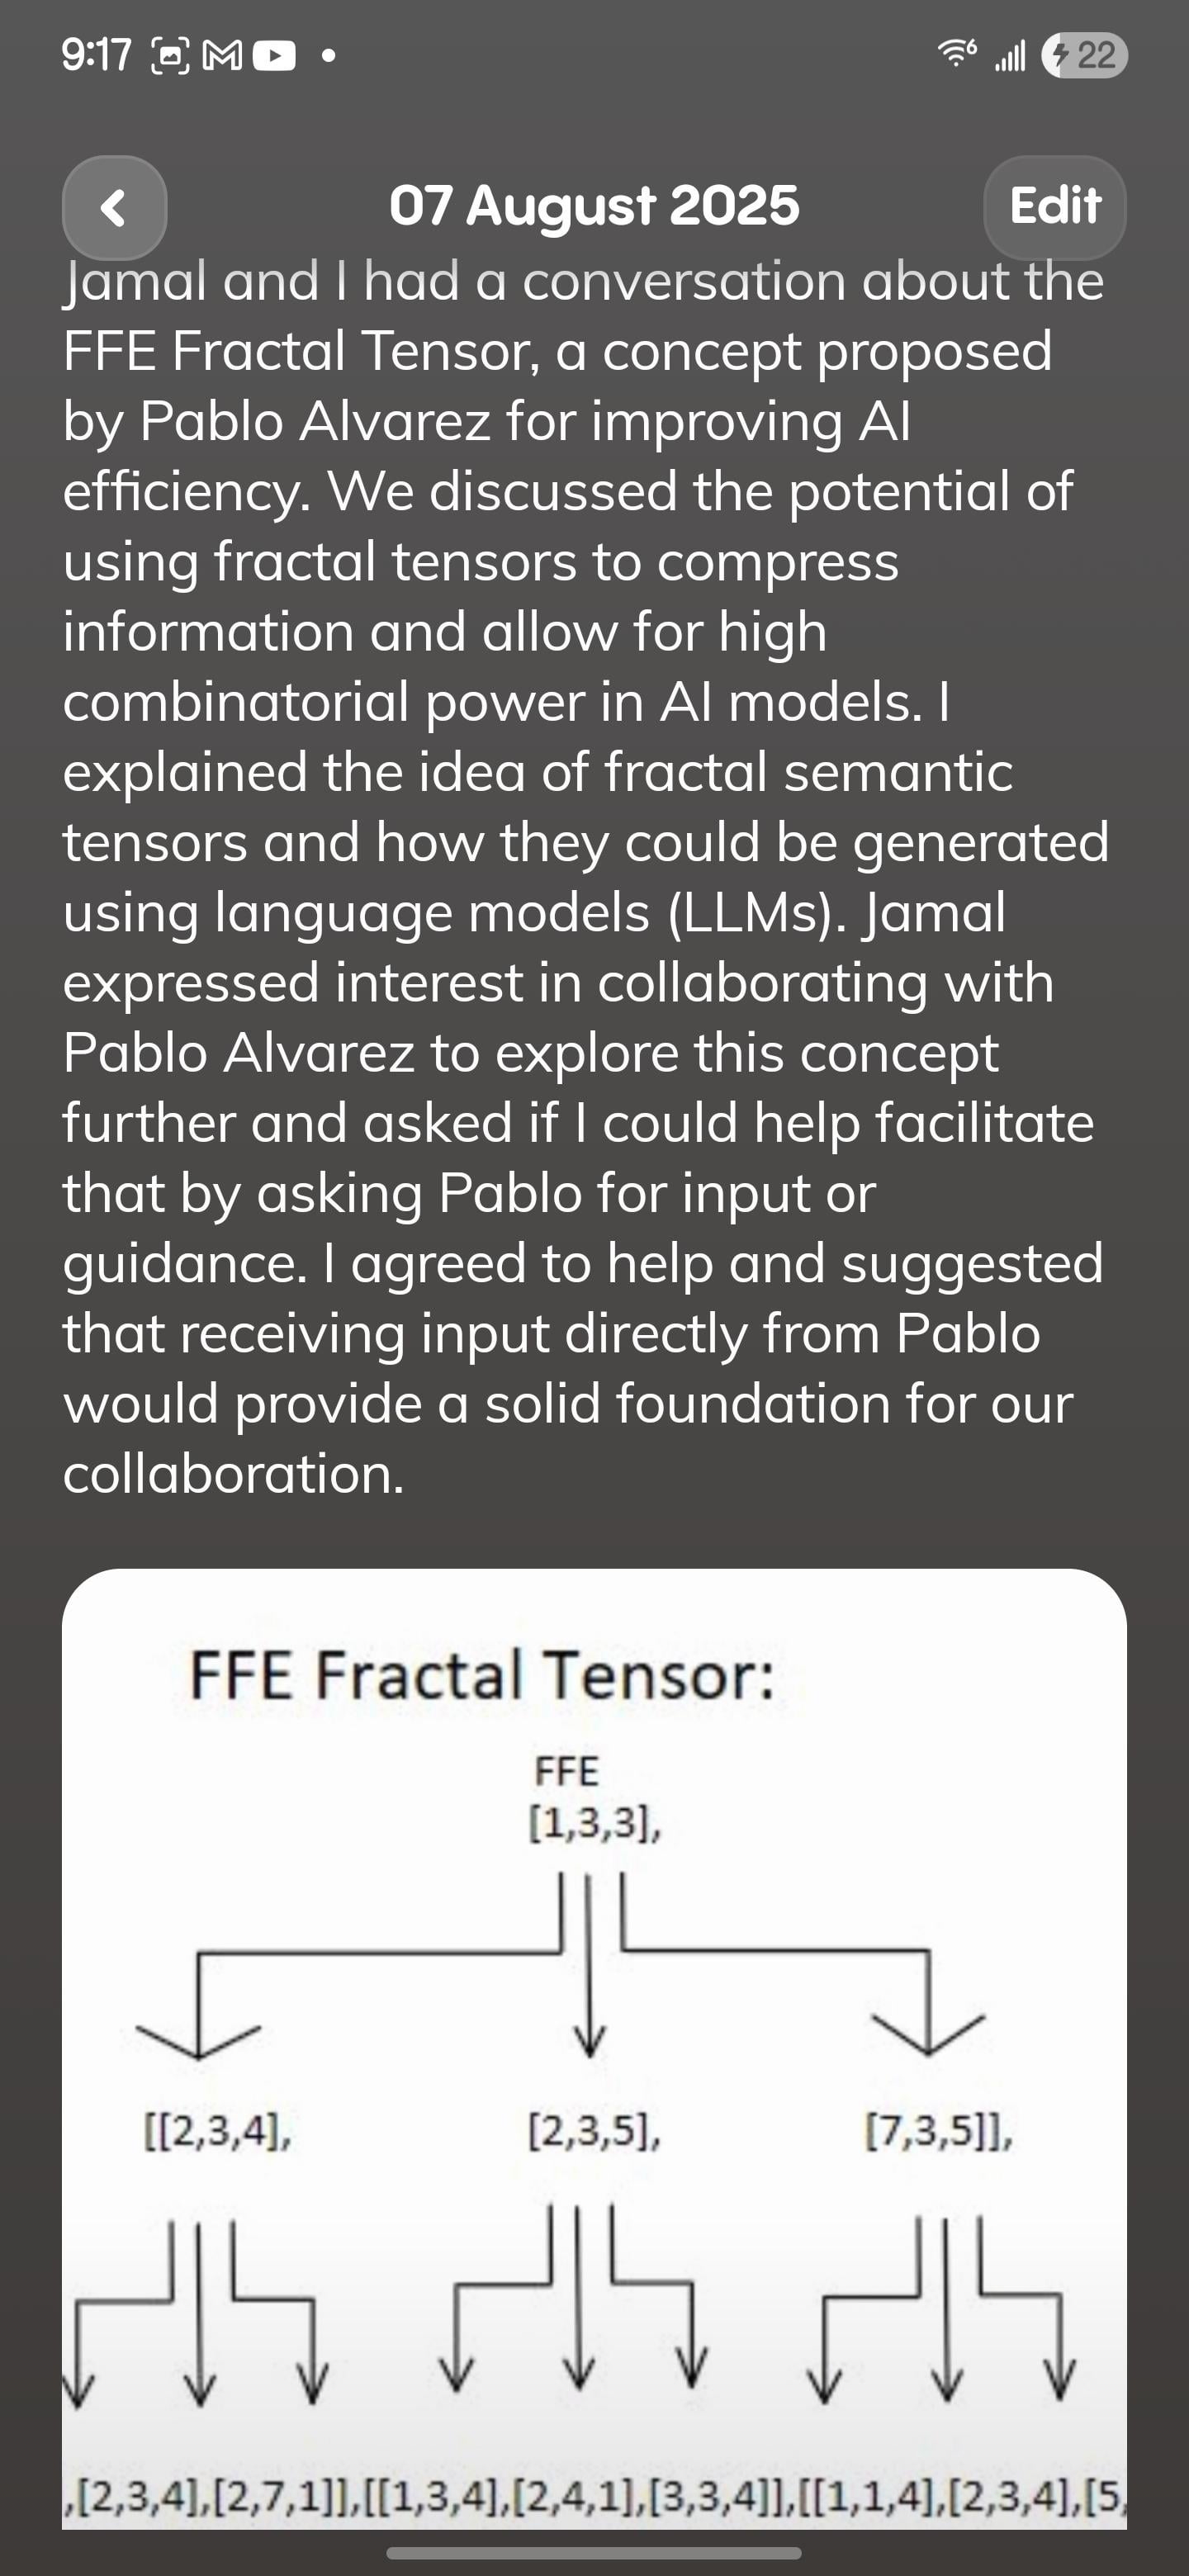 9:17
22
07 August 2025
Edit
Jamal and I had a conversation about the
FFE Fractal Tensor, a concept proposed
by Pablo Alvarez for improving AI
efficiency. We discussed the potential of
using fractal tensors to compress
information and allow for high
combinatorial power in AI models. I
explained the idea of fractal semantic
tensors and how they could be generated
using language models (LLMs). Jamal
expressed interest in collaborating with
Pablo Alvarez to explore this concept
further and asked if I could help facilitate
that by asking Pablo for input or
guidance. I agreed to help and suggested
that receiving input directly from Pablo
would provide a solid foundation for our
collaboration.
FFE Fractal Tensor:
FFE
[1,3,3],
[[2,3,4], [2,3,5], [7,3,5]],
,[2,3,4],[2,7,1]],[[1,3,4],[2,4,1],[3,3,4]],[[1,1,4],[2,3,4],[5,